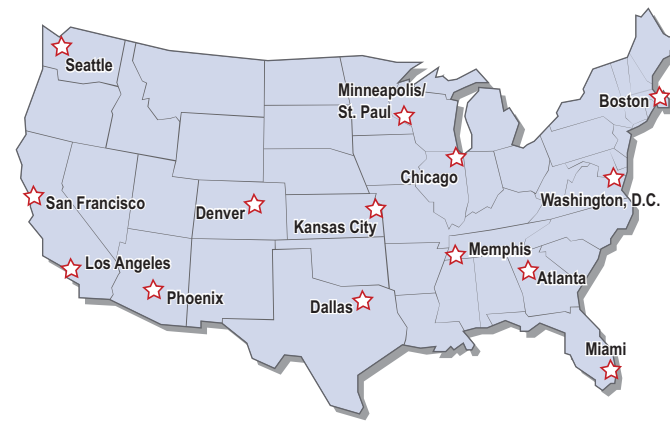 Seattle
Minneapolis/
St. Paul
Boston
Chicago
Washington, D.C.
San Francisco
Denver
Kansas City
Memphis
Los Angeles
Atlanta
Phoenix
Dallas
Miami